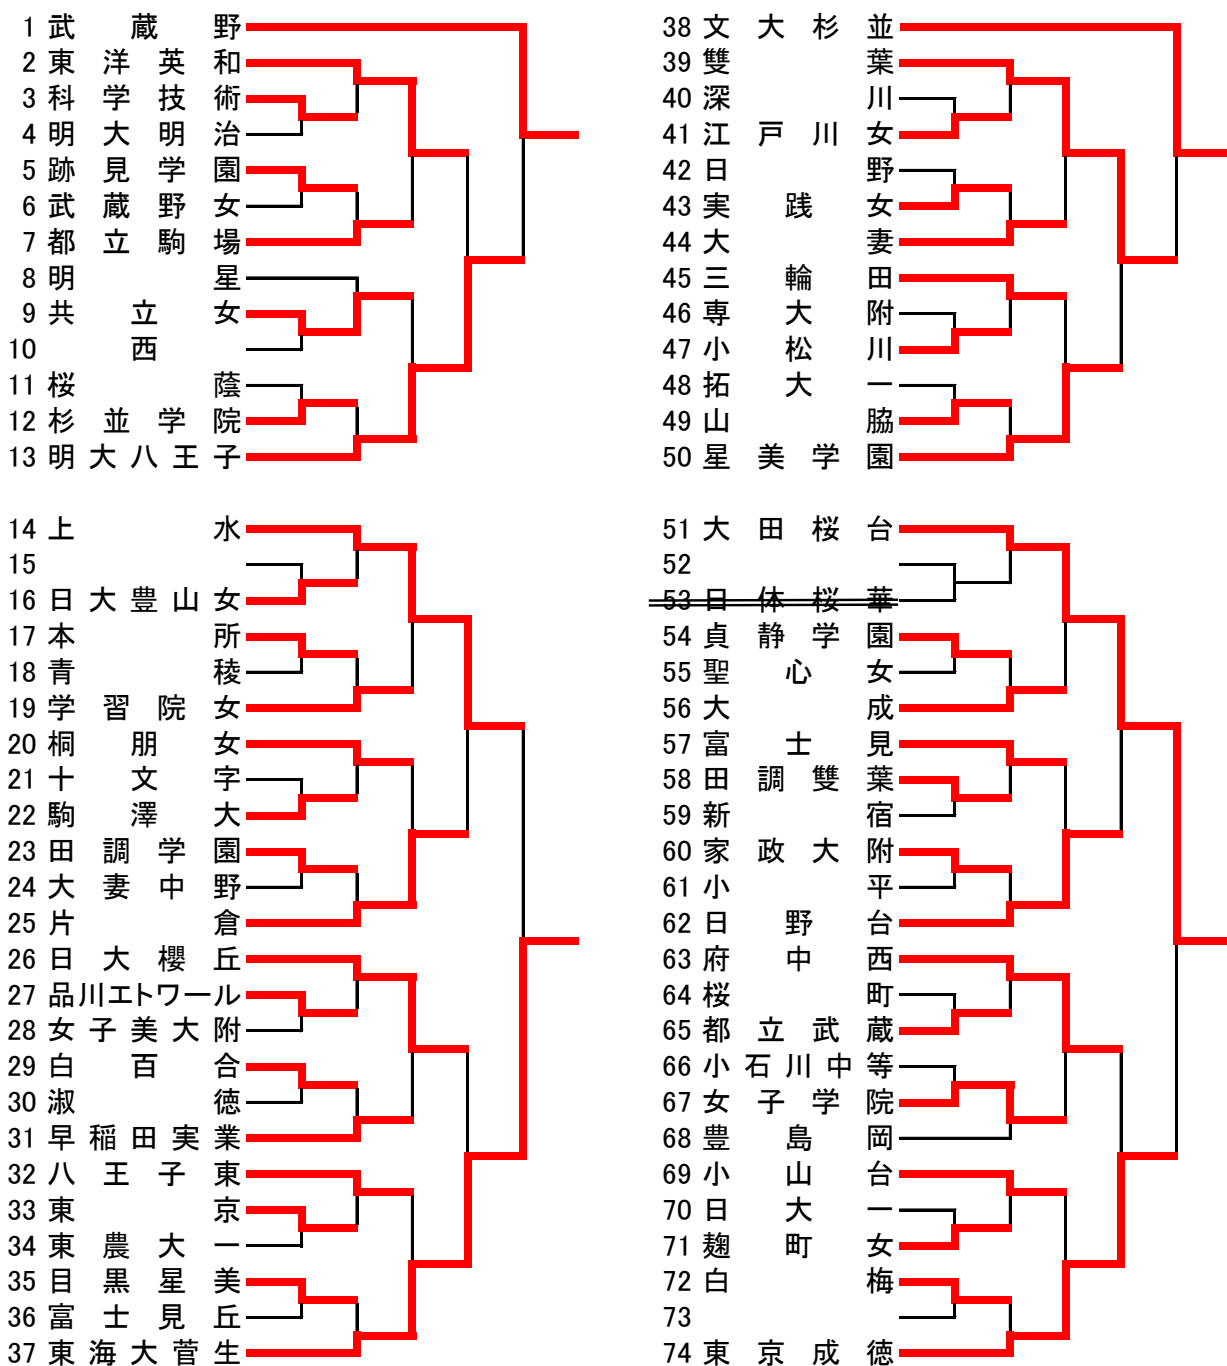 1 武蔵野
2 東洋英和
3 科学技術
4 明大明治
5 跡見学園
6 武蔵野女
7 都立駒場
8 明星
9 共立女
10 西
11 桜蔭
12 杉並学院
13 明大八王子
14 上水
15
16 日大豊山女
17 本所
18 青稜
19 学習院女
20 桐朋女
21 十文字
22 駒澤大
23 田調学園
24 大妻中野
25 片倉
26 日大櫻丘
27 品川エトワール
28 女子美大附
29 白百合
30 淑徳
31 早稲田実業
32 八王子東
33 東京
34 東農大一
35 目黒星美
36 富士見丘
37 東海大菅生
38 文大杉並
39 雙葉
40 深川
41 江戸川女
42 日野
43 実践女
44 大妻
45 三輪田
46 専大附
47 小松川
48 拓大一
49 山脇
50 星美学園
51 大田桜台
52
53 日体桜華
54 貞静学園
55 聖心女
56 大成
57 富士見
58 田調雙葉
59 新宿
60 家政大附
61 小平
62 日野台
63 府中西
64 桜町
65 都立武蔵
66 小石川中等
67 女子学院
68 豊島岡
69 小山台
70 日大一
71 麹町女
72 白梅
73
74 東京成徳